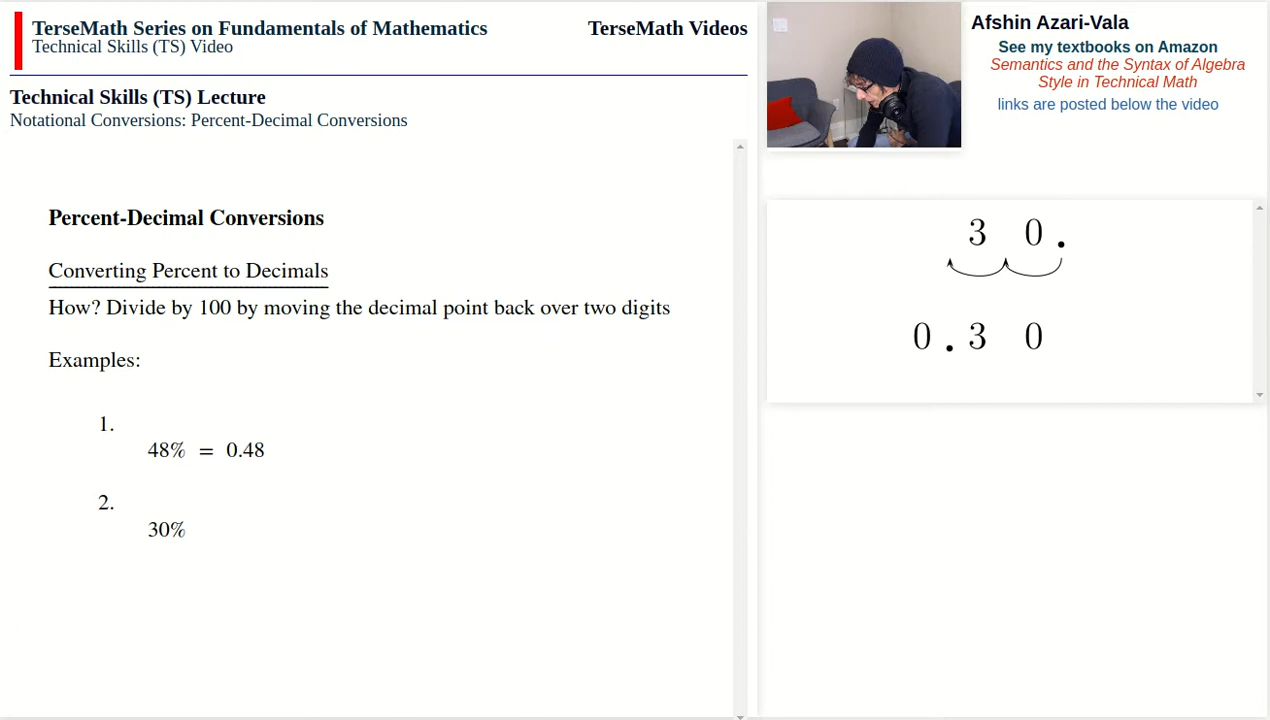 TerseMath Series on Fundamentals of Mathematics
Technical Skills (TS) Video
TerseMath Videos
Technical Skills (TS) Lecture
Notational Conversions: Percent-Decimal Conversions
Percent-Decimal Conversions
Converting Percent to Decimals
How? Divide by 100 by moving the decimal point back over two digits
Examples:
1.
48% = 0.48
2.
30%
Afshin Azari-Vala
See my textbooks on Amazon
Semantics and the Syntax of Algebra
Style in Technical Math
links are posted below the video
3 0 .
0 . 3 0